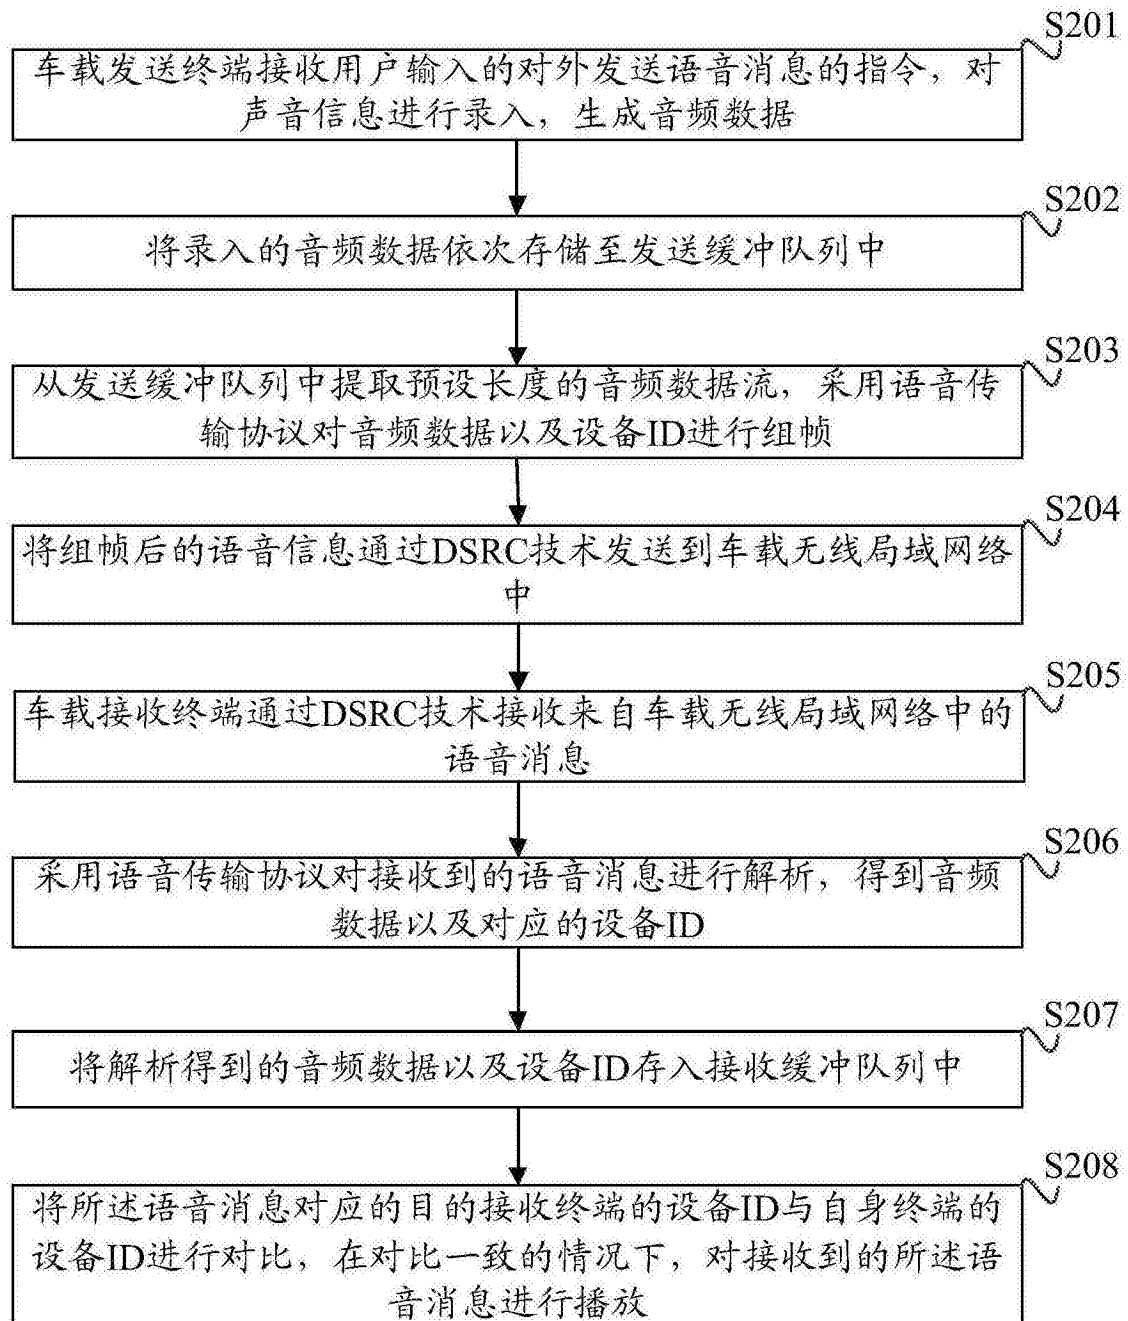 S201
车载发送终端接收用户输入的对外发送语音消息的指令，对
声音信息进行录入，生成音频数据
S202
将录入的音频数据依次存储至发送缓冲队列中
S203
从发送缓冲队列中提取预设长度的音频数据流，采用语音传
输协议对音频数据以及设备ID进行组帧
S204
将组帧后的语音信息通过DSRC技术发送到车载无线局域网络
中
S205
车载接收终端通过DSRC技术接收来自车载无线局域网络中的
语音消息
S206
采用语音传输协议对接收到的语音消息进行解析，得到音频
数据以及对应的设备ID
S207
将解析得到的音频数据以及设备ID存入接收缓冲队列中
S208
将所述语音消息对应的目的接收终端的设备ID与自身终端的
设备ID进行对比，在对比一致的情况下，对接收到的所述语
音消息进行播放